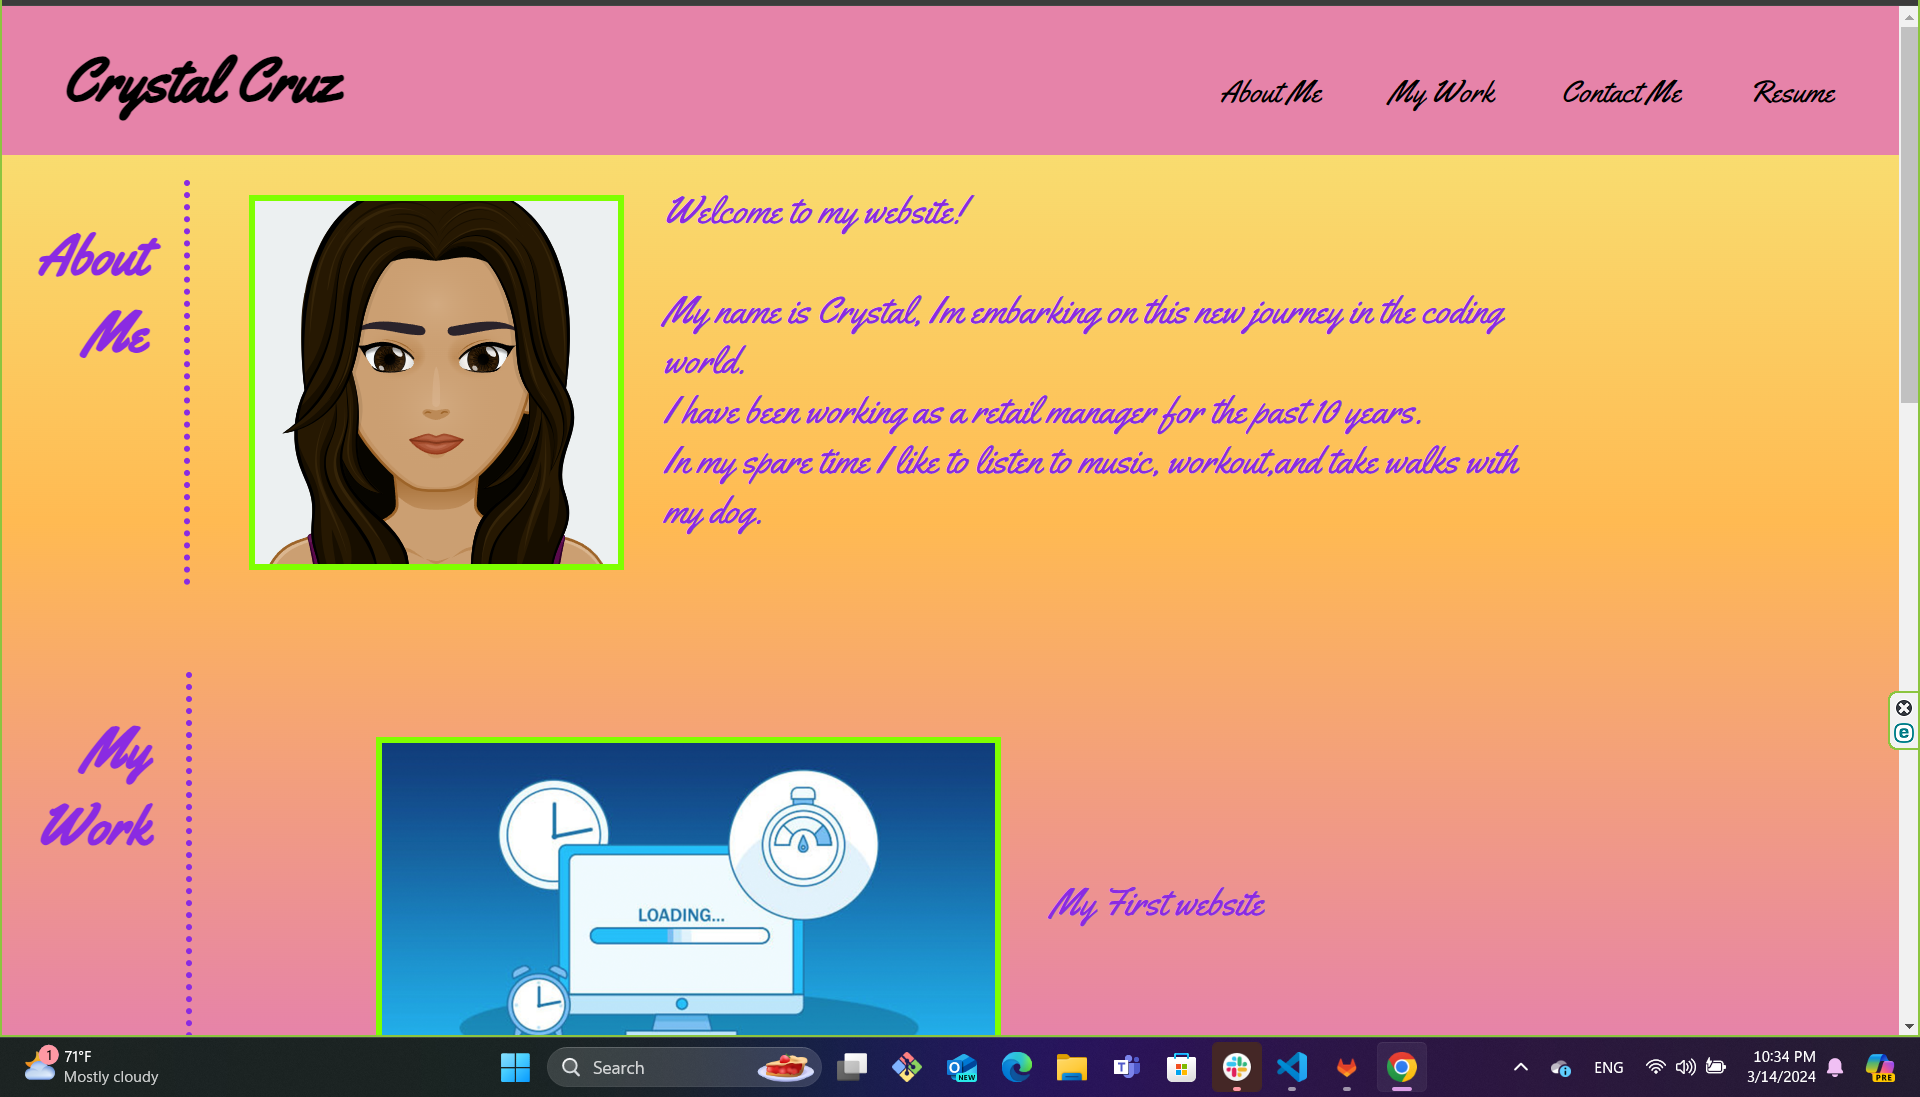 Crystal Cruz
About Me
My Work
Contact Me
Resume
About
Me
Welcome to my website!
My name is Crystal, Im embarking on this new journey in the coding
world.
I have been working as a retail manager for the past 10 years.
In my spare time I like to listen to music, workout,and take walks with
my dog.
My
Work
LOADING...
My First website
1
71°F
Mostly cloudy
Search
NEW
ENG
10:34 PM
3/14/2024
PRE